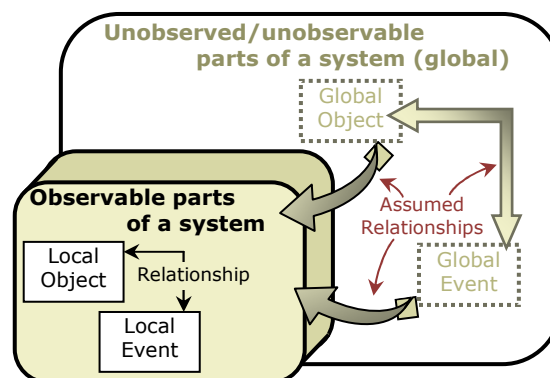 Unobserved/unobservable
parts of a system (global)
Global
Object
Observable parts
of a system
Assumed
Relationships
Local
Object
Relationship
Global
Event
Local
Event